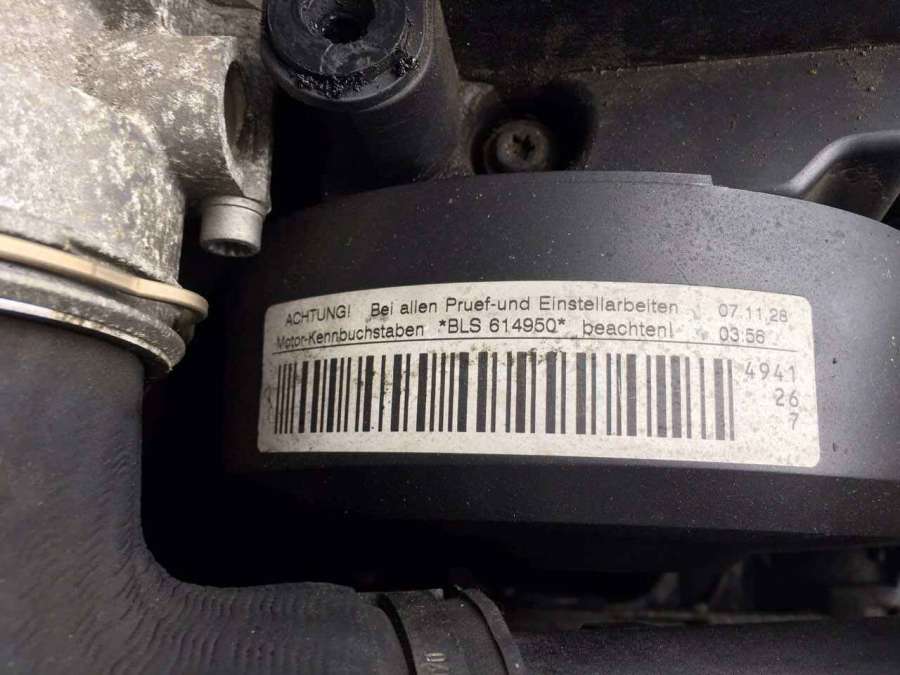 ACHTUNG! Bei allen Pruef-und Einstellarbeiten 07.11.28
Motor-Kennbuchstaben *BLS 614950* beachten! 03:56
4941
26
7